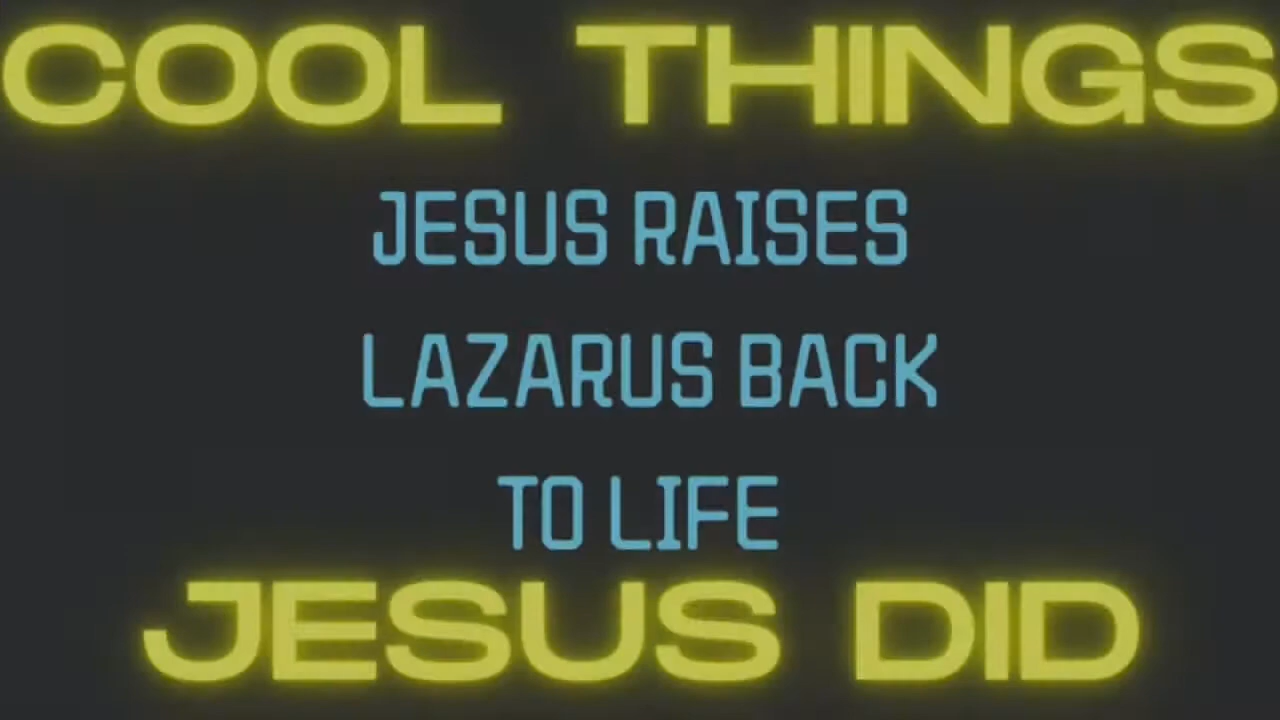 COOL THINGS
JESUS RAISES
LAZARUS BACK
TO LIFE
JESUS DID